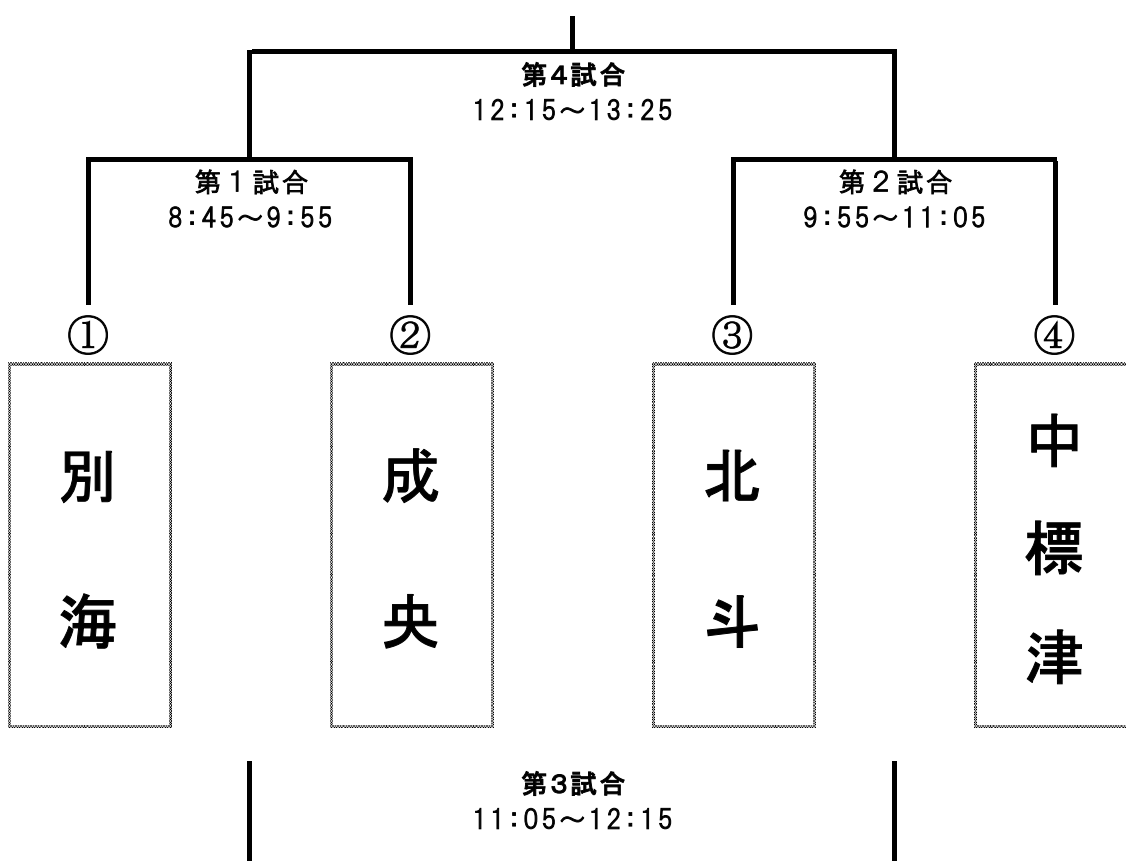 第4試合
12:15～13:25
第１試合
8:45～9:55
第２試合
9:55～11:05
①
②
③
④
別海
成央
北斗
中標津
第3試合
11:05～12:15